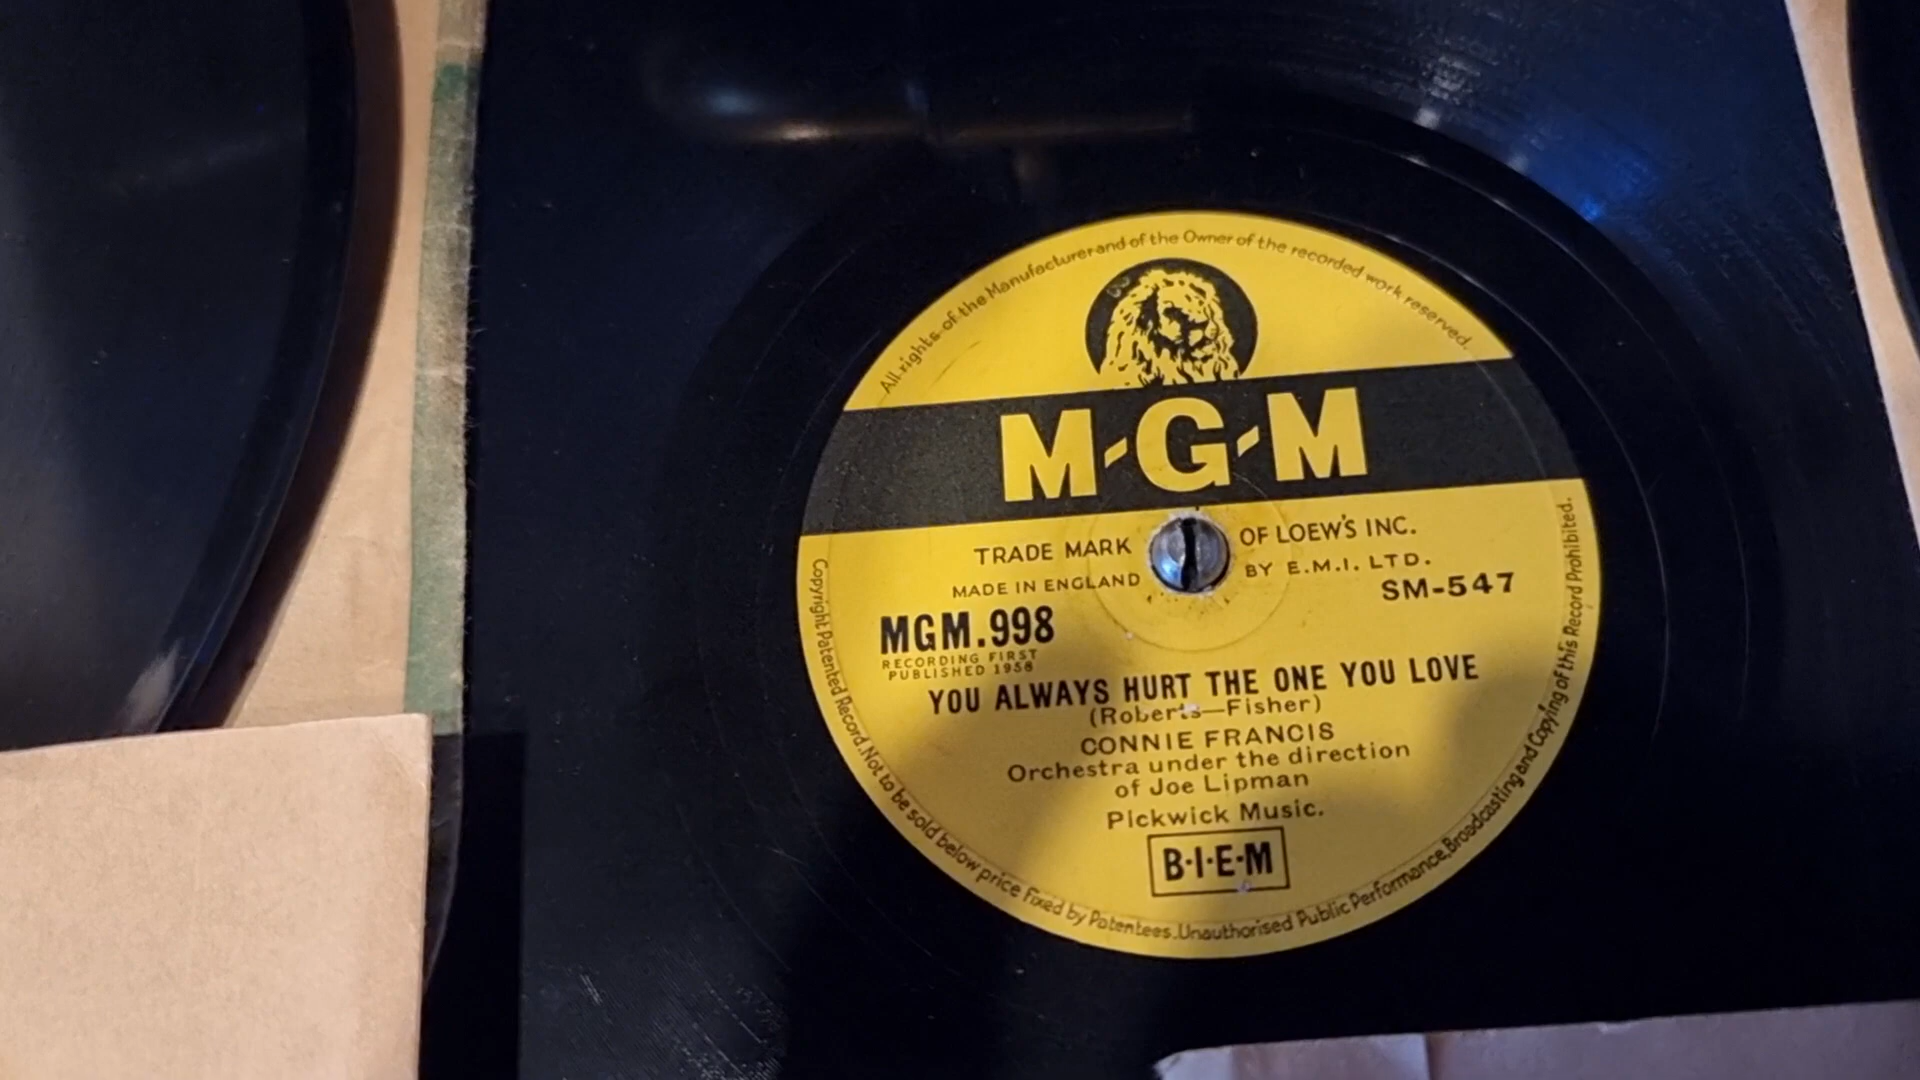 All rights of the Manufacturer and of the Owner of the recorded work reserved.
M-G-M
TRADE MARK OF LOEW'S INC.
MADE IN ENGLAND BY E.M.I. LTD.
SM-547
MGM.998
RECORDING FIRST
PUBLISHED 1958
YOU ALWAYS HURT THE ONE YOU LOVE
(Roberts—Fisher)
CONNIE FRANCIS
Orchestra under the direction
of Joe Lipman
Pickwick Music.
B·I·E·M
Copyright Patented Record. Not to be sold below price Fixed by Patentees. Unauthorised Public Performance, Broadcasting and Copying of this Record Prohibited.